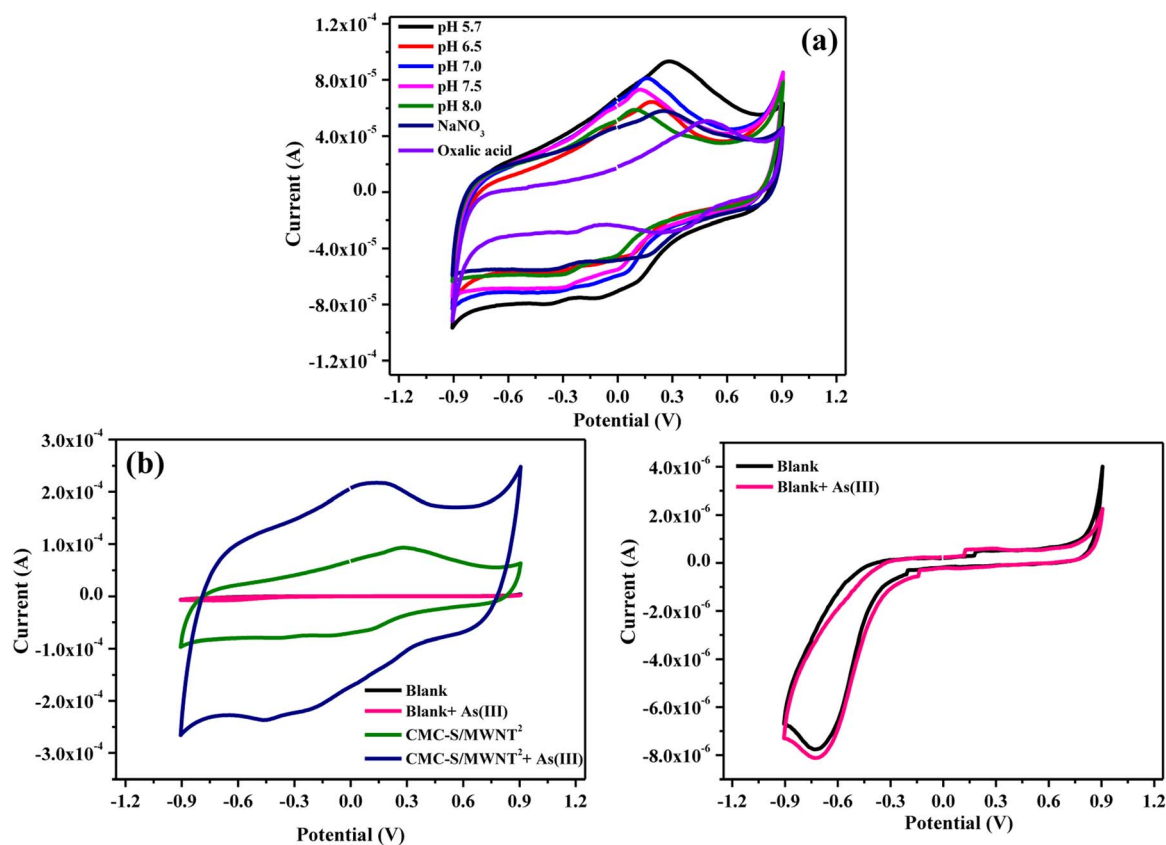 (a)
pH 5.7
pH 6.5
pH 7.0
pH 7.5
pH 8.0
NaNO₃
Oxalic acid
Current (A)
1.2x10⁻⁴
8.0x10⁻⁵
4.0x10⁻⁵
0.0
-4.0x10⁻⁵
-8.0x10⁻⁵
-1.2x10⁻⁴
-1.2 -0.9 -0.6 -0.3 0.0 0.3 0.6 0.9 1.2
Potential (V)
(b)
Current (A)
3.0x10⁻⁴
2.0x10⁻⁴
1.0x10⁻⁴
0.0
-1.0x10⁻⁴
-2.0x10⁻⁴
-3.0x10⁻⁴
Blank
Blank+ As(III)
CMC-S/MWNT²
CMC-S/MWNT²+ As(III)
-0.9 -0.6 -0.3 0.0 0.3 0.6 0.9 1.2
Potential (V)
Blank
Blank+ As(III)
Current (A)
4.0x10⁻⁶
2.0x10⁻⁶
0.0
-2.0x10⁻⁶
-4.0x10⁻⁶
-6.0x10⁻⁶
-8.0x10⁻⁶
-0.9 -0.6 -0.3 0.0 0.3 0.6 0.9 1.2
Potential (V)